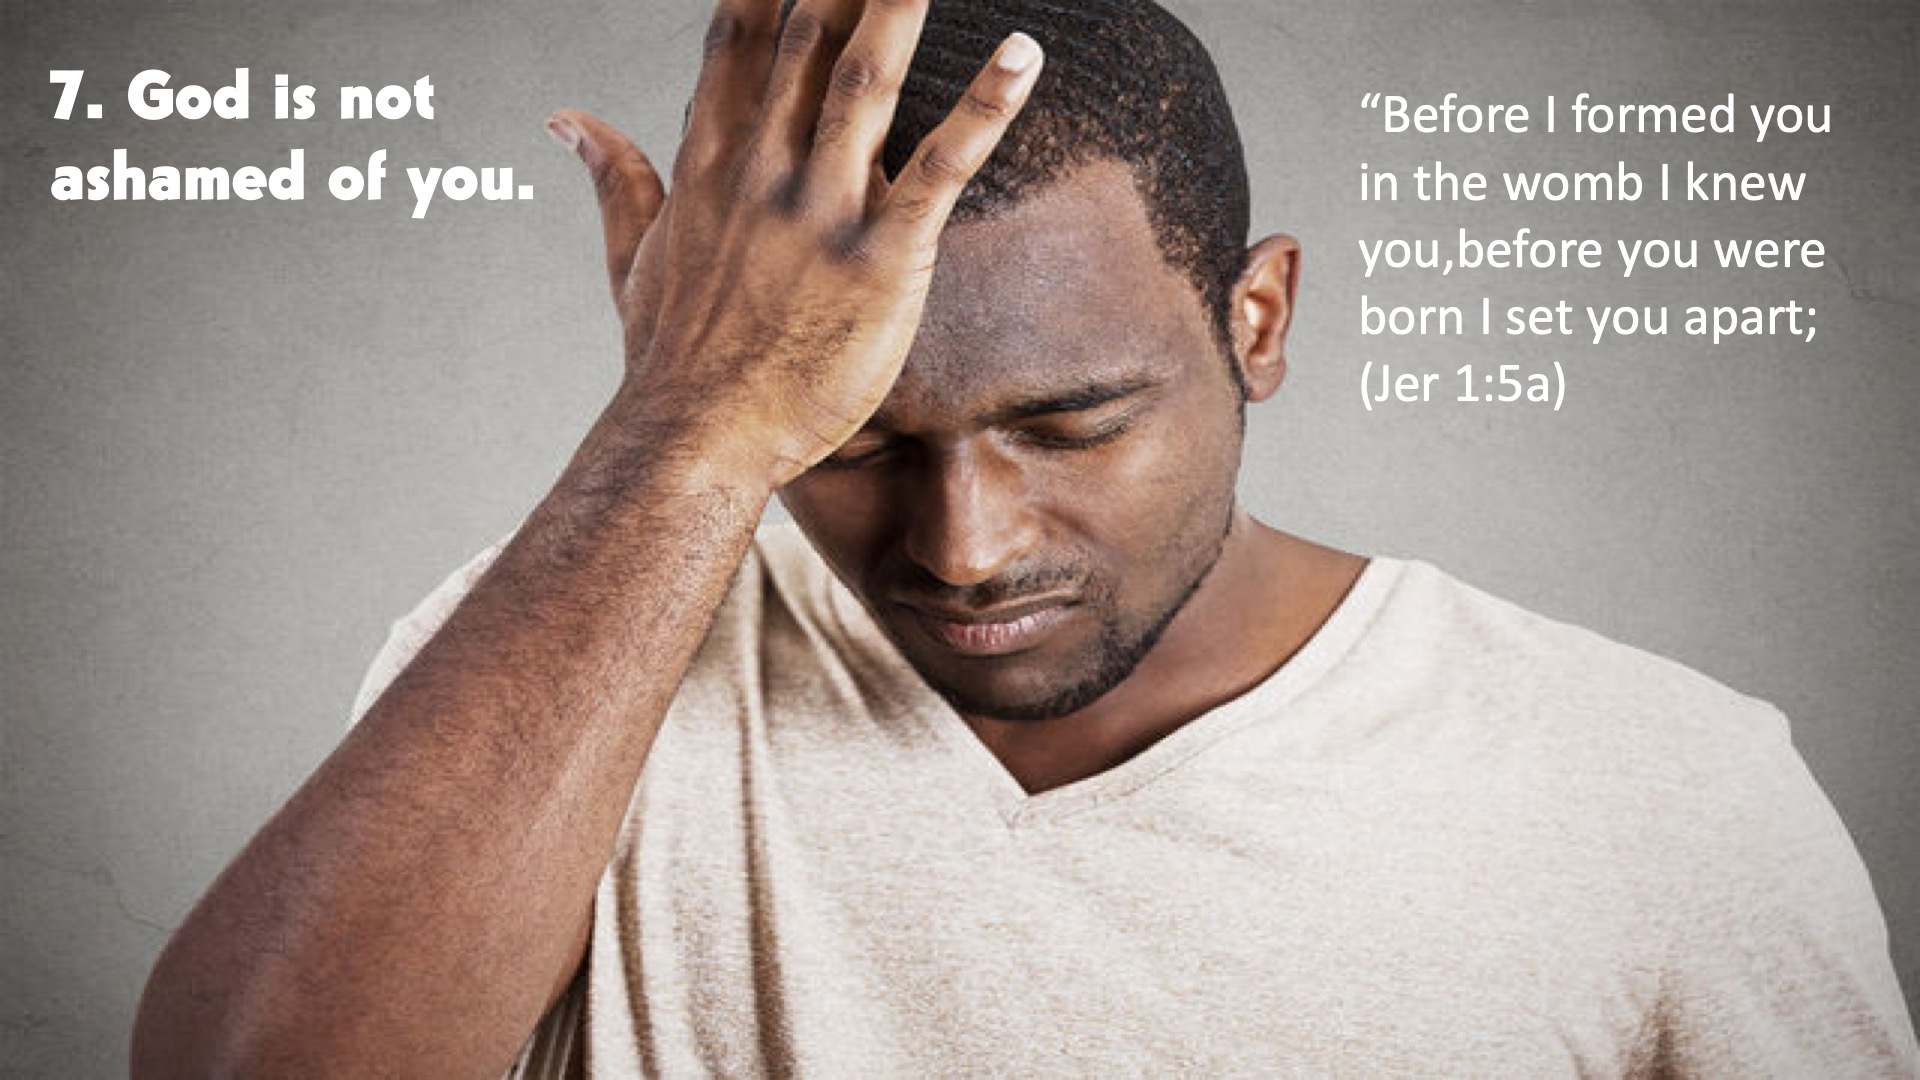 7. God is not
ashamed of you.
“Before I formed you
in the womb I knew
you,before you were
born I set you apart;
(Jer 1:5a)